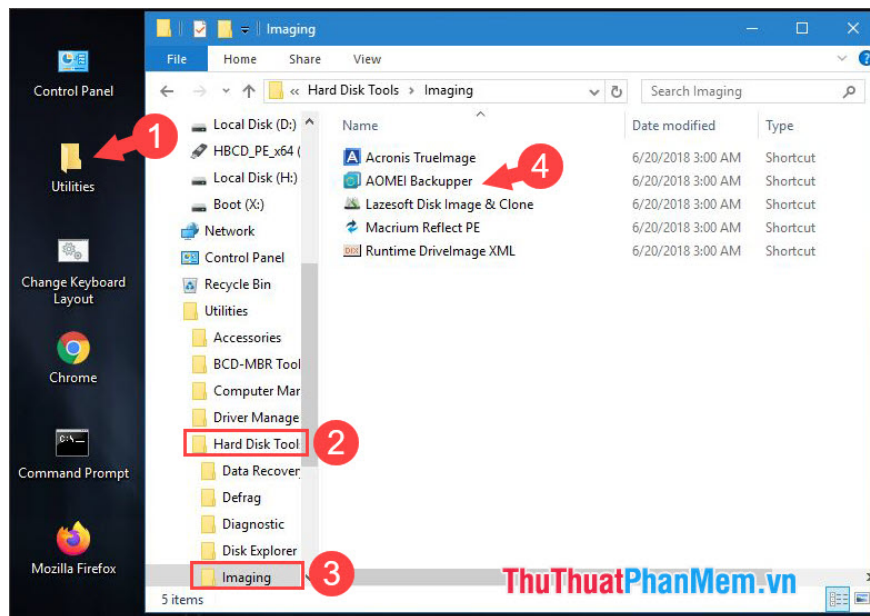 Imaging
File Home Share View
« Hard Disk Tools › Imaging
Search Imaging
Control Panel
1
Utilities
Change Keyboard
Layout
Chrome
C:\_
Command Prompt
Mozilla Firefox
Local Disk (D:)
HBCD_PE_x64 (
Local Disk (H:)
Boot (X:)
Network
Control Panel
Recycle Bin
Utilities
Accessories
BCD-MBR Tool
Computer Mar
Driver Manage
Hard Disk Tool
2
Data Recover
Defrag
Diagnostic
Disk Explorer
Imaging
3
Name Date modified Type
Acronis TrueImage 6/20/2018 3:00 AM Shortcut
AOMEI Backupper 6/20/2018 3:00 AM Shortcut
4
Lazesoft Disk Image & Clone 6/20/2018 3:00 AM Shortcut
Macrium Reflect PE 6/20/2018 3:00 AM Shortcut
Runtime DriveImage XML 6/20/2018 3:00 AM Shortcut
5 items
ThuThuatPhanMem.vn